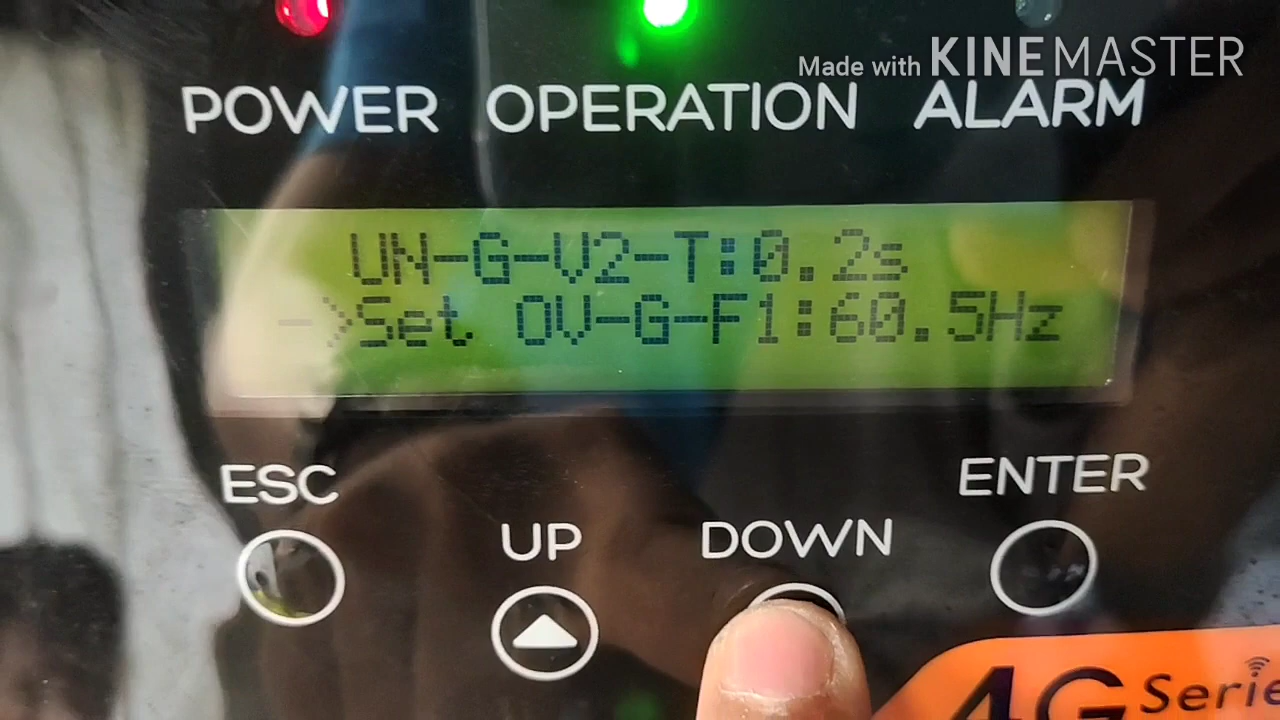 Made with KINEMASTER
POWER OPERATION ALARM
UN-G-V2-T:0.2s
->Set OV-G-F1:60.5Hz
ESC
ENTER
UP
DOWN
4G Serie